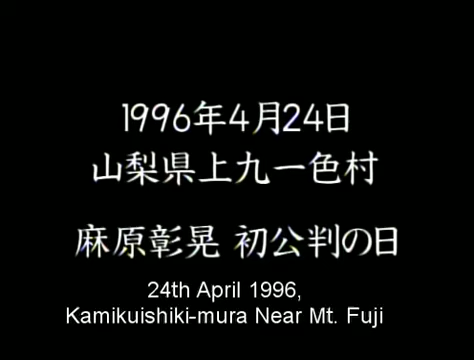 1996年4月24日
山梨県上九一色村
麻原彰晃 初公判の日
24th April 1996,
Kamikuishiki-mura Near Mt. Fuji